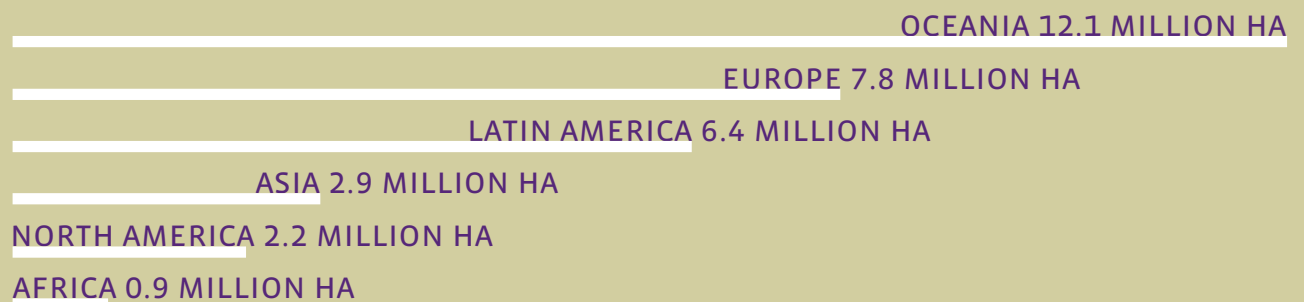 OCEANIA 12.1 MILLION HA
EUROPE 7.8 MILLION HA
LATIN AMERICA 6.4 MILLION HA
ASIA 2.9 MILLION HA
NORTH AMERICA 2.2 MILLION HA
AFRICA 0.9 MILLION HA